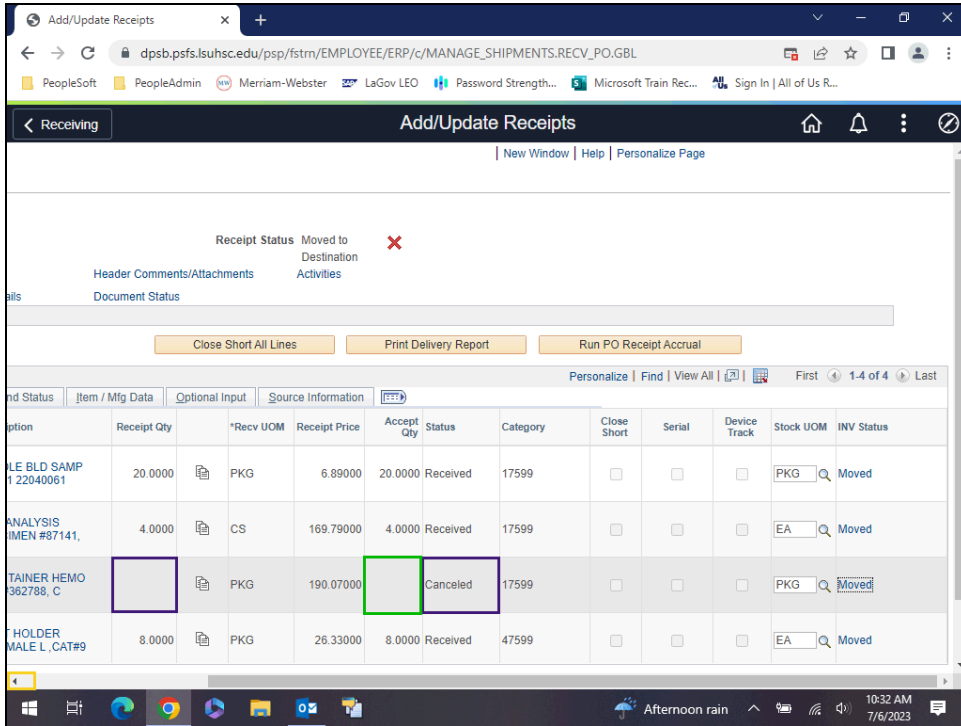 Add/Update Receipts
dpsb.psfs.lsuhsc.edu/psp/fstrn/EMPLOYEE/ERP/c/MANAGE_SHIPMENTS.RECV_PO.GBL
PeopleSoft PeopleAdmin Merriam-Webster LaGov LEO Password Strength... Microsoft Train Rec... Sign In | All of Us R...
Receiving Add/Update Receipts
New Window | Help | Personalize Page
Receipt Status Moved to
Destination
Header Comments/Attachments Activities
ails Document Status
Close Short All Lines Print Delivery Report Run PO Receipt Accrual
Personalize | Find | View All | First 1-4 of 4 Last
nd Status Item / Mfg Data Optional Input Source Information
iption Receipt Qty *Recv UOM Receipt Price Accept Qty Status Category Close Short Serial Device Track Stock UOM INV Status
LE BLD SAMP
1 22040061 20.0000 PKG 6.89000 20.0000 Received 17599 PKG Moved
ANALYSIS
IMEN #87141, 4.0000 CS 169.79000 4.0000 Received 17599 EA Moved
TAINER HEMO
#362788, C PKG 190.07000 Canceled 17599 PKG Moved
T HOLDER
MALE L ,CAT#9 8.0000 PKG 26.33000 8.0000 Received 47599 EA Moved
Afternoon rain 10:32 AM
7/6/2023